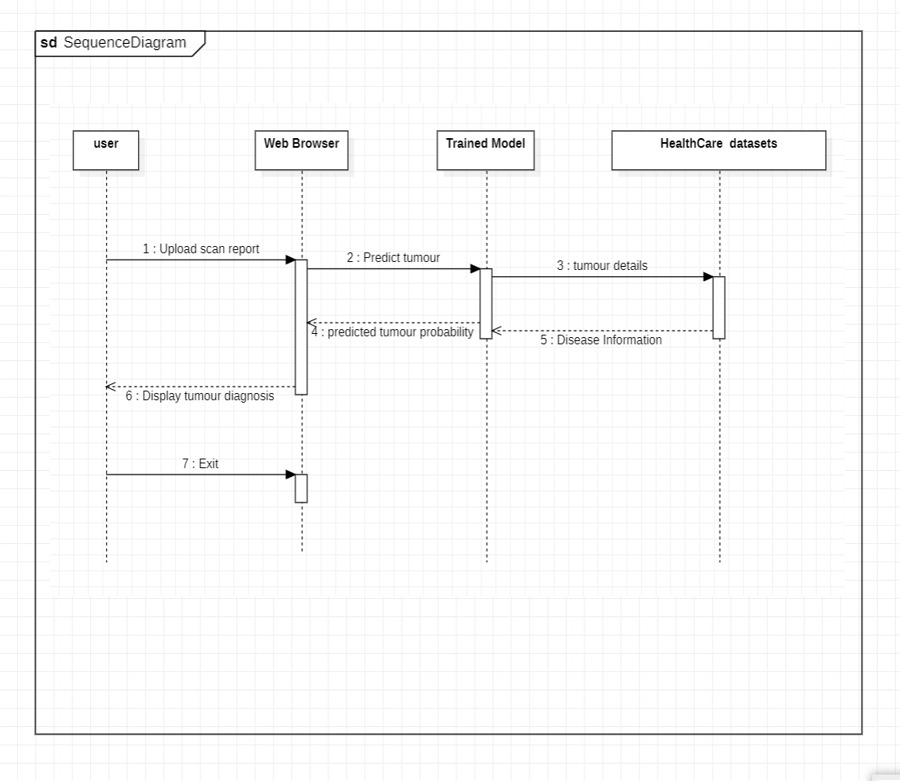 sd SequenceDiagram
user
Web Browser
Trained Model
HealthCare datasets
1 : Upload scan report
2 : Predict tumour
3 : tumour details
4 : predicted tumour probability
5 : Disease Information
6 : Display tumour diagnosis
7 : Exit